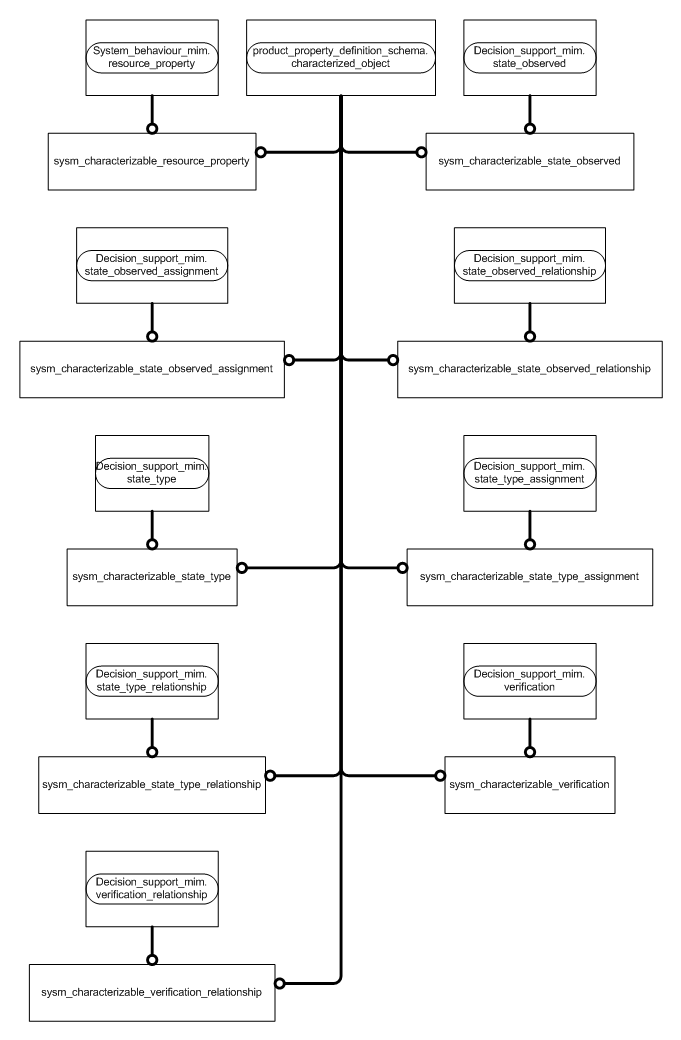 System_behaviour_mim.
resource_property
product_property_definition_schema.
characterized_object
Decision_support_mim.
state_observed
sysm_characterizable_resource_property
sysm_characterizable_state_observed
Decision_support_mim.
state_observed_assignment
Decision_support_mim.
state_observed_relationship
sysm_characterizable_state_observed_assignment
sysm_characterizable_state_observed_relationship
Decision_support_mim.
state_type
Decision_support_mim.
state_type_assignment
sysm_characterizable_state_type
sysm_characterizable_state_type_assignment
Decision_support_mim.
state_type_relationship
Decision_support_mim.
verification
sysm_characterizable_state_type_relationship
sysm_characterizable_verification
Decision_support_mim.
verification_relationship
sysm_characterizable_verification_relationship